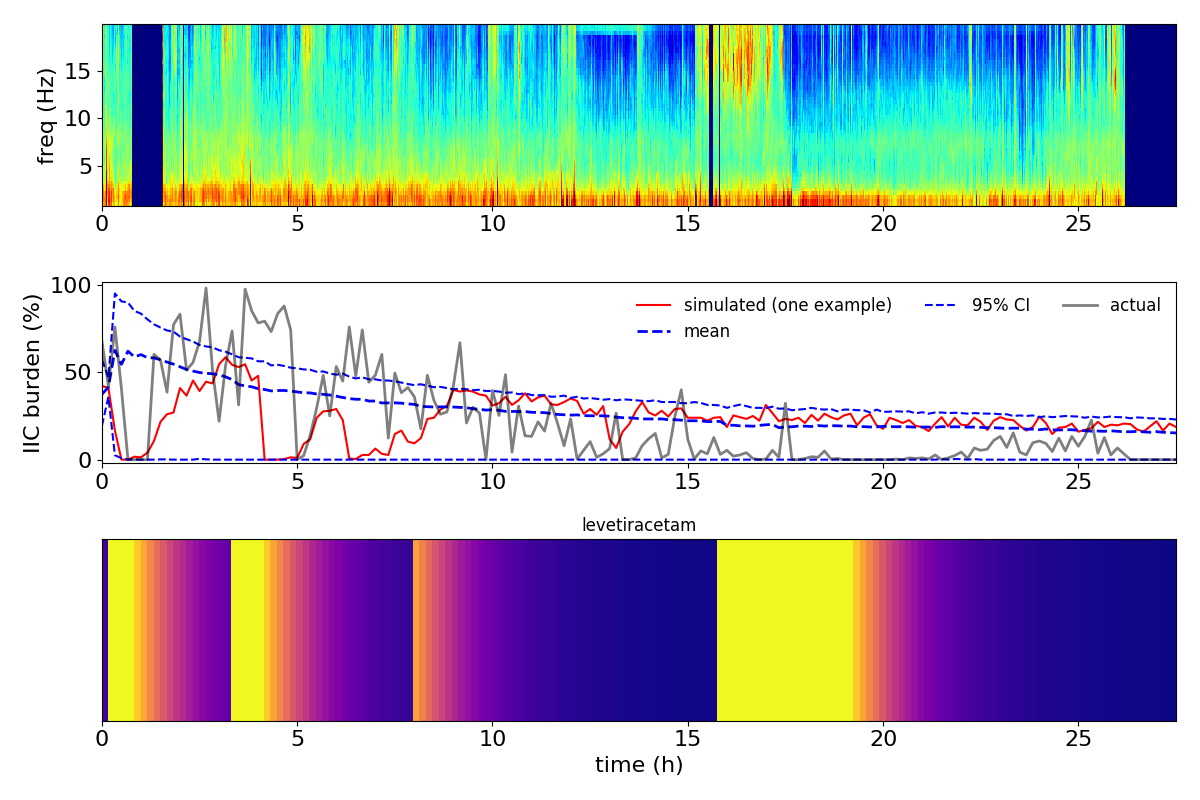 freq (Hz)
15
10
5
0 5 10 15 20 25
IIC burden (%)
100
50
0
simulated (one example)
mean
95% CI
actual
0 5 10 15 20 25
levetiracetam
0 5 10 15 20 25
time (h)